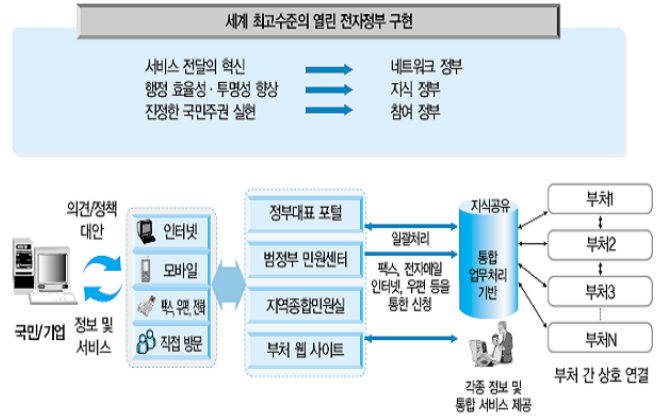 세계 최고수준의 열린 전자정부 구현
서비스 전달의 혁신
네트워크 정부
행정 효율성·투명성 향상
지식 정부
진정한 국민주권 실현
참여 정부
의견/정책
대안
국민/기업
정보 및
서비스
인터넷
모바일
팩스, 우편, 전화
직접 방문
정부대표 포털
범정부 민원센터
지역종합민원실
부처 웹 사이트
일괄처리
팩스, 전자메일
인터넷, 우편 등을
통한 신청
지식공유
통합
업무처리
기반
각종 정보 및
통합 서비스 제공
부처1
부처2
부처3
부처N
부처 간 상호 연결